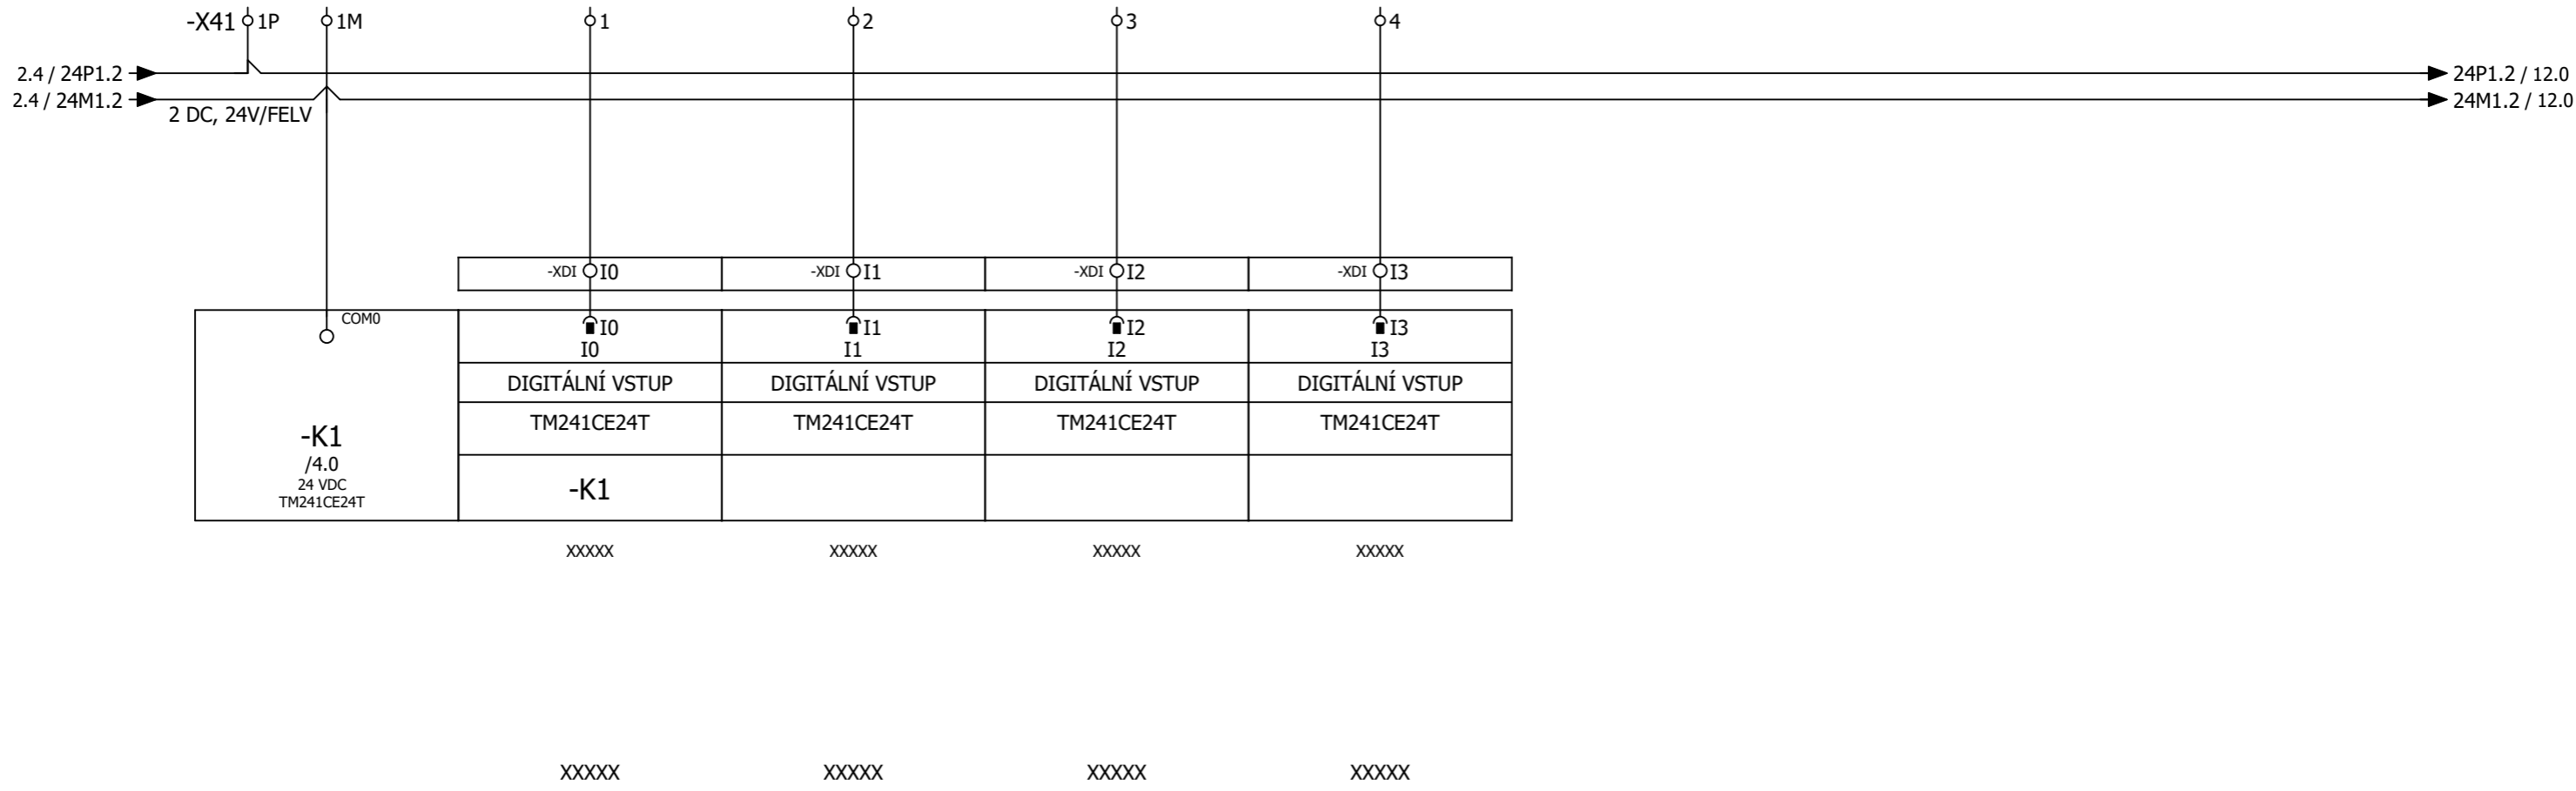 -X41 1P 1M 1 2 3 4
2.4 / 24P1.2 24P1.2 / 12.0
2.4 / 24M1.2 24M1.2 / 12.0
2 DC, 24V/FELV
-XDI I0 -XDI I1 -XDI I2 -XDI I3
COM0
I0 I1 I2 I3
I0 I1 I2 I3
DIGITÁLNÍ VSTUP DIGITÁLNÍ VSTUP DIGITÁLNÍ VSTUP DIGITÁLNÍ VSTUP
TM241CE24T TM241CE24T TM241CE24T TM241CE24T
-K1
/4.0
24 VDC
TM241CE24T
-K1
XXXXX XXXXX XXXXX XXXXX
XXXXX XXXXX XXXXX XXXXX